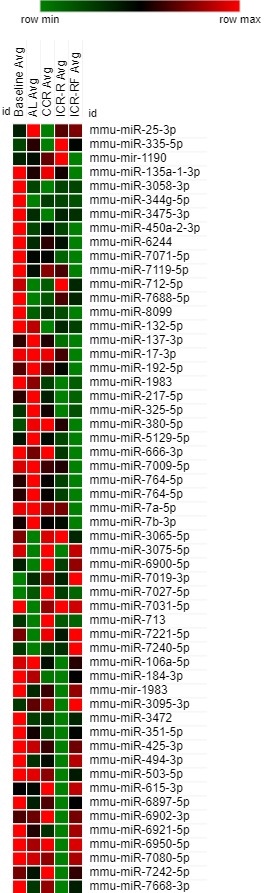 row min row max
id Baseline Avg AL Avg CCR Avg ICR-R Avg ICR-RF Avg id
mmu-miR-25-3p
mmu-miR-335-5p
mmu-mir-1190
mmu-miR-135a-1-3p
mmu-miR-3058-3p
mmu-miR-344g-5p
mmu-miR-3475-3p
mmu-miR-450a-2-3p
mmu-miR-6244
mmu-miR-7071-5p
mmu-miR-7119-5p
mmu-miR-712-5p
mmu-miR-7688-5p
mmu-miR-8099
mmu-miR-132-5p
mmu-miR-137-3p
mmu-miR-17-3p
mmu-miR-192-5p
mmu-miR-1983
mmu-miR-217-5p
mmu-miR-325-5p
mmu-miR-380-5p
mmu-miR-5129-5p
mmu-miR-666-3p
mmu-miR-7009-5p
mmu-miR-764-5p
mmu-miR-764-5p
mmu-miR-7a-5p
mmu-miR-7b-3p
mmu-miR-3065-5p
mmu-miR-3075-5p
mmu-miR-6900-5p
mmu-miR-7019-3p
mmu-miR-7027-5p
mmu-miR-7031-5p
mmu-miR-713
mmu-miR-7221-5p
mmu-miR-7240-5p
mmu-miR-106a-5p
mmu-miR-184-3p
mmu-mir-1983
mmu-miR-3095-3p
mmu-miR-3472
mmu-miR-351-5p
mmu-miR-425-3p
mmu-miR-494-3p
mmu-miR-503-5p
mmu-miR-615-3p
mmu-miR-6897-5p
mmu-miR-6902-3p
mmu-miR-6921-5p
mmu-miR-6950-5p
mmu-miR-7080-5p
mmu-miR-7242-5p
mmu-miR-7668-3p